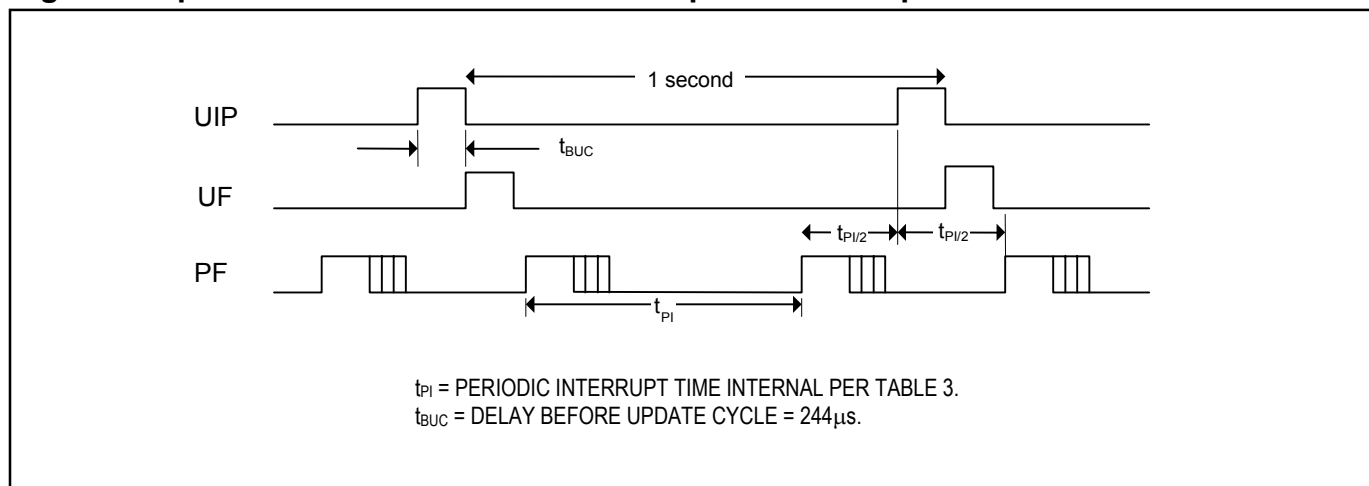 1 second
UIP
tBUC
UF
tPI/2 tPI/2
PF
tPI
tPI = PERIODIC INTERRUPT TIME INTERNAL PER TABLE 3.
tBUC = DELAY BEFORE UPDATE CYCLE = 244μs.